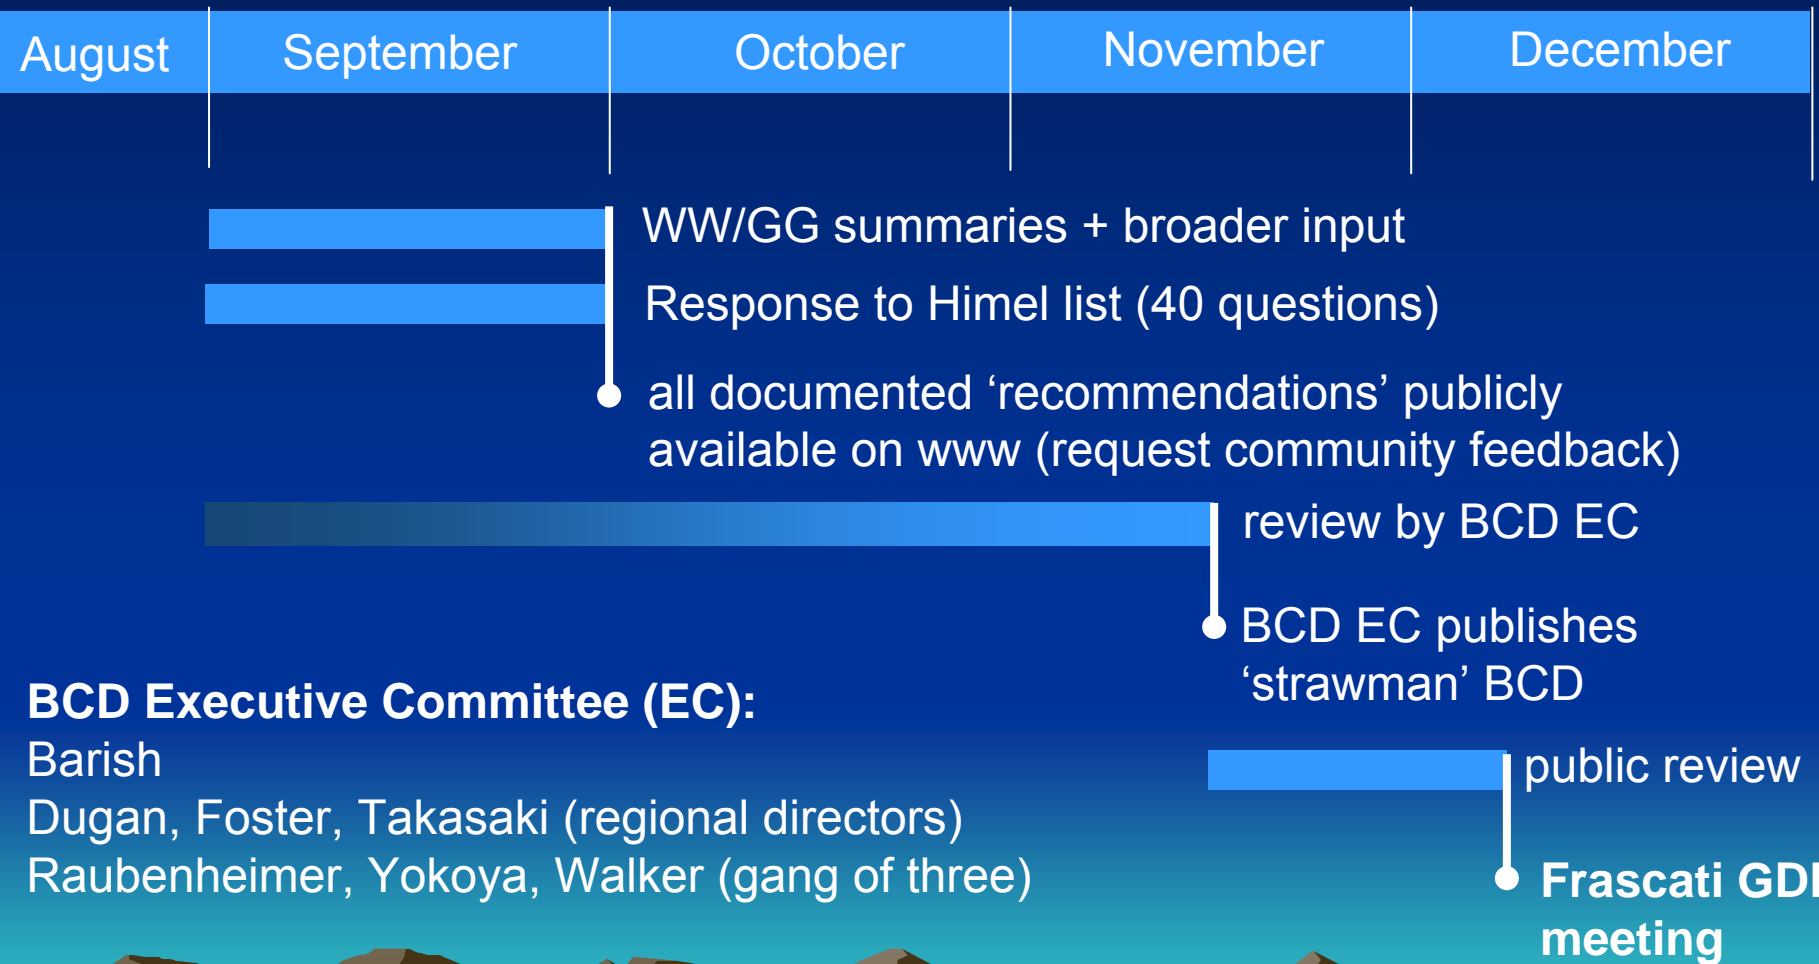 August September October November December
WW/GG summaries + broader input
Response to Himel list (40 questions)
all documented ‘recommendations’ publicly
available on www (request community feedback)
review by BCD EC
BCD EC publishes
‘strawman’ BCD
BCD Executive Committee (EC):
Barish
Dugan, Foster, Takasaki (regional directors)
Raubenheimer, Yokoya, Walker (gang of three)
public review
Frascati
meeting